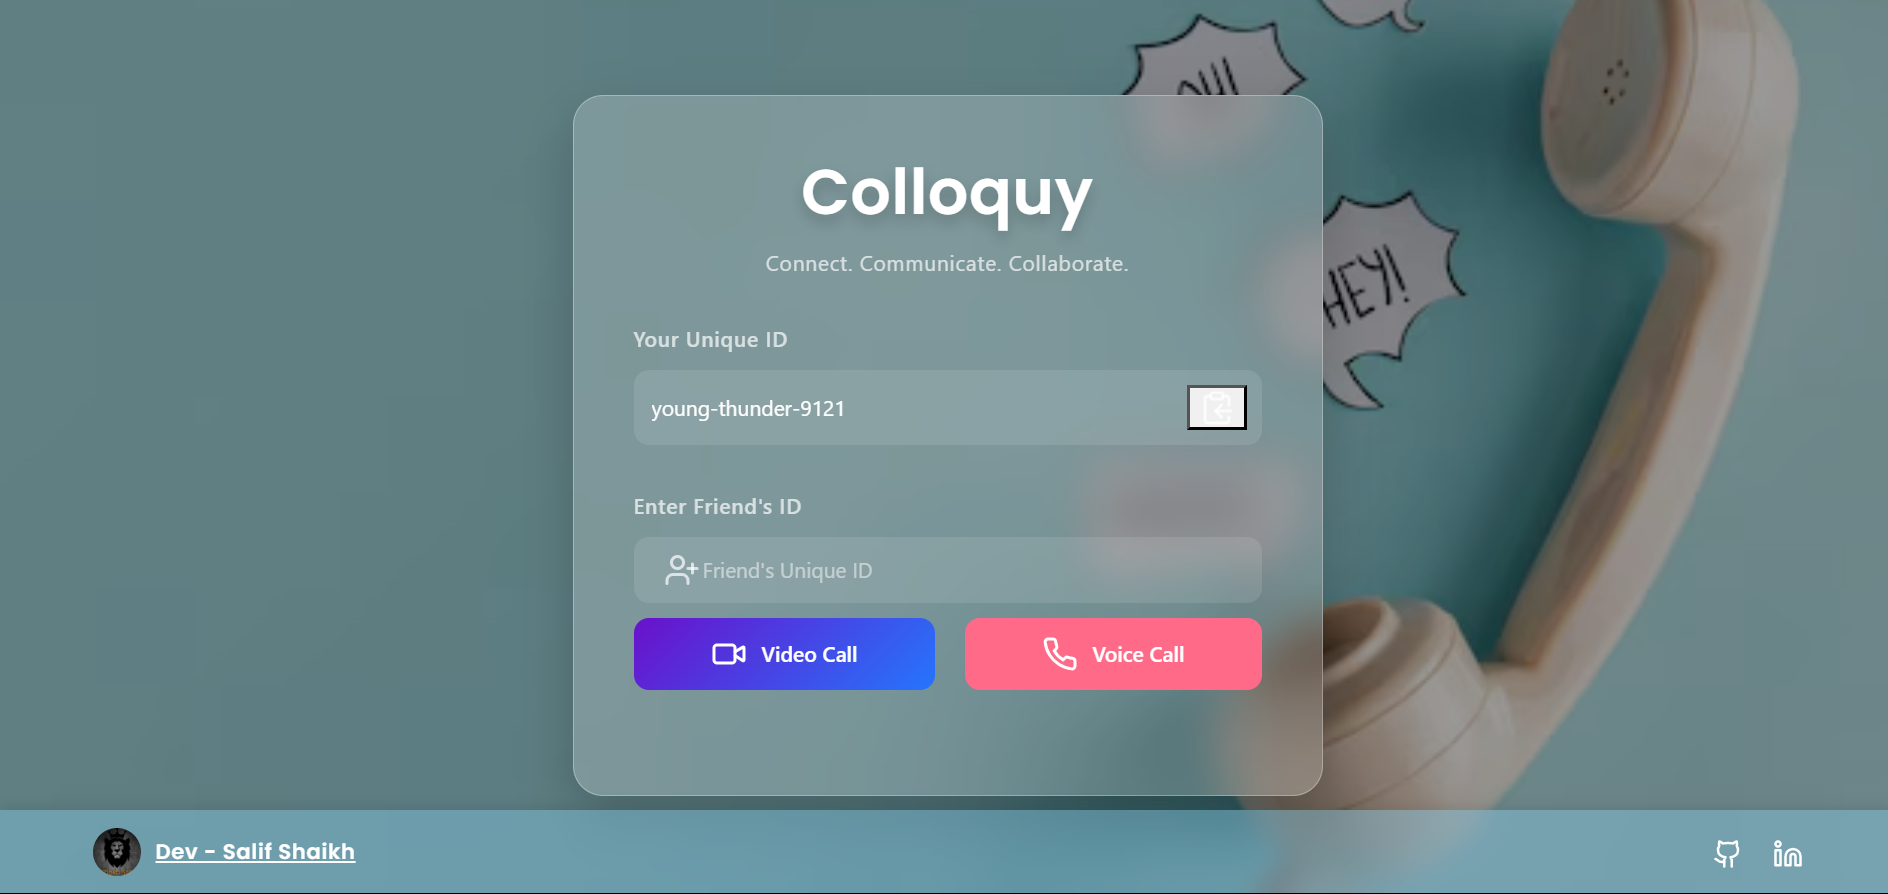 OH!
HEY!
Colloquy
Connect. Communicate. Collaborate.
Your Unique ID
young-thunder-9121
Enter Friend's ID
Friend's Unique ID
Video Call
Voice Call
Dev - Salif Shaikh
in